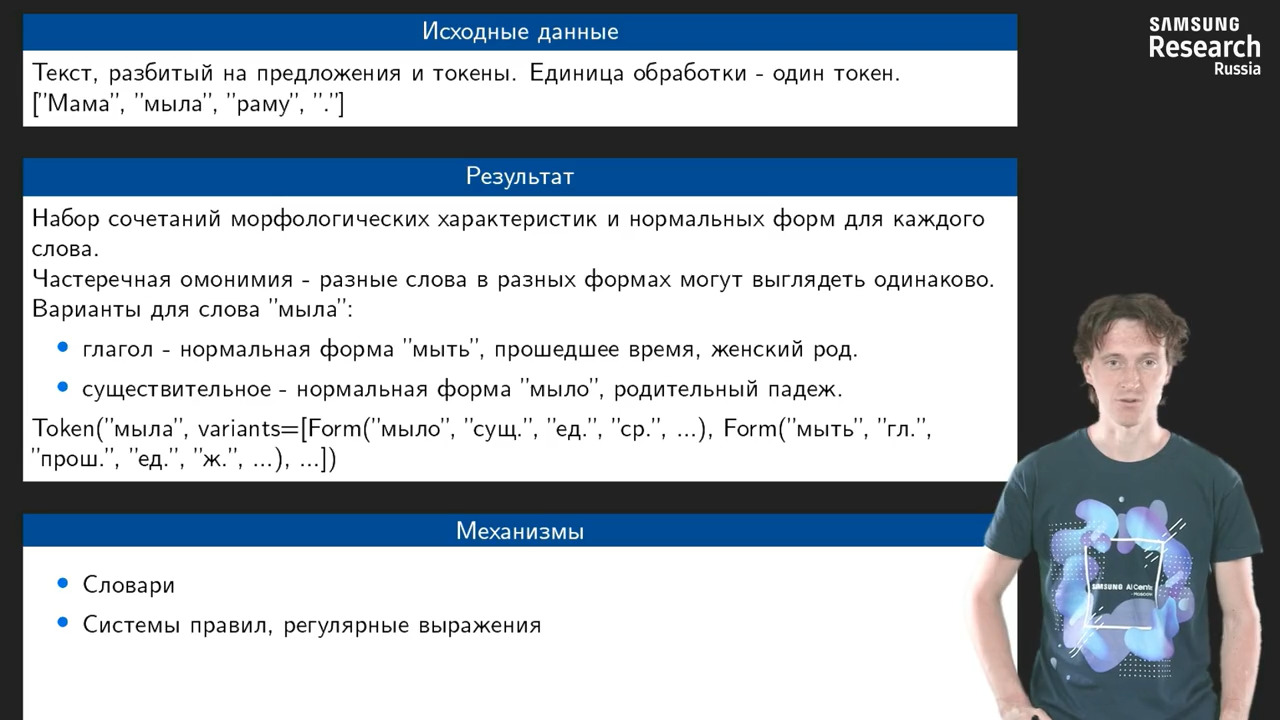 Исходные данные
SAMSUNG
Research
Russia
Текст, разбитый на предложения и токены. Единица обработки - один токен.
["Мама", "мыла", "раму", "."]
Результат
Набор сочетаний морфологических характеристик и нормальных форм для каждого
слова.
Частеречная омонимия - разные слова в разных формах могут выглядеть одинаково.
Варианты для слова "мыла":
• глагол - нормальная форма "мыть", прошедшее время, женский род.
• существительное - нормальная форма "мыло", родительный падеж.
Token("мыла", variants=[Form("мыло", "сущ.", "ед.", "ср.", ...), Form("мыть", "гл.",
"прош.", "ед.", "ж.", ...), ...])
Механизмы
• Словари
• Системы правил, регулярные выражения
SAMSUNG AI Center
- Moscow